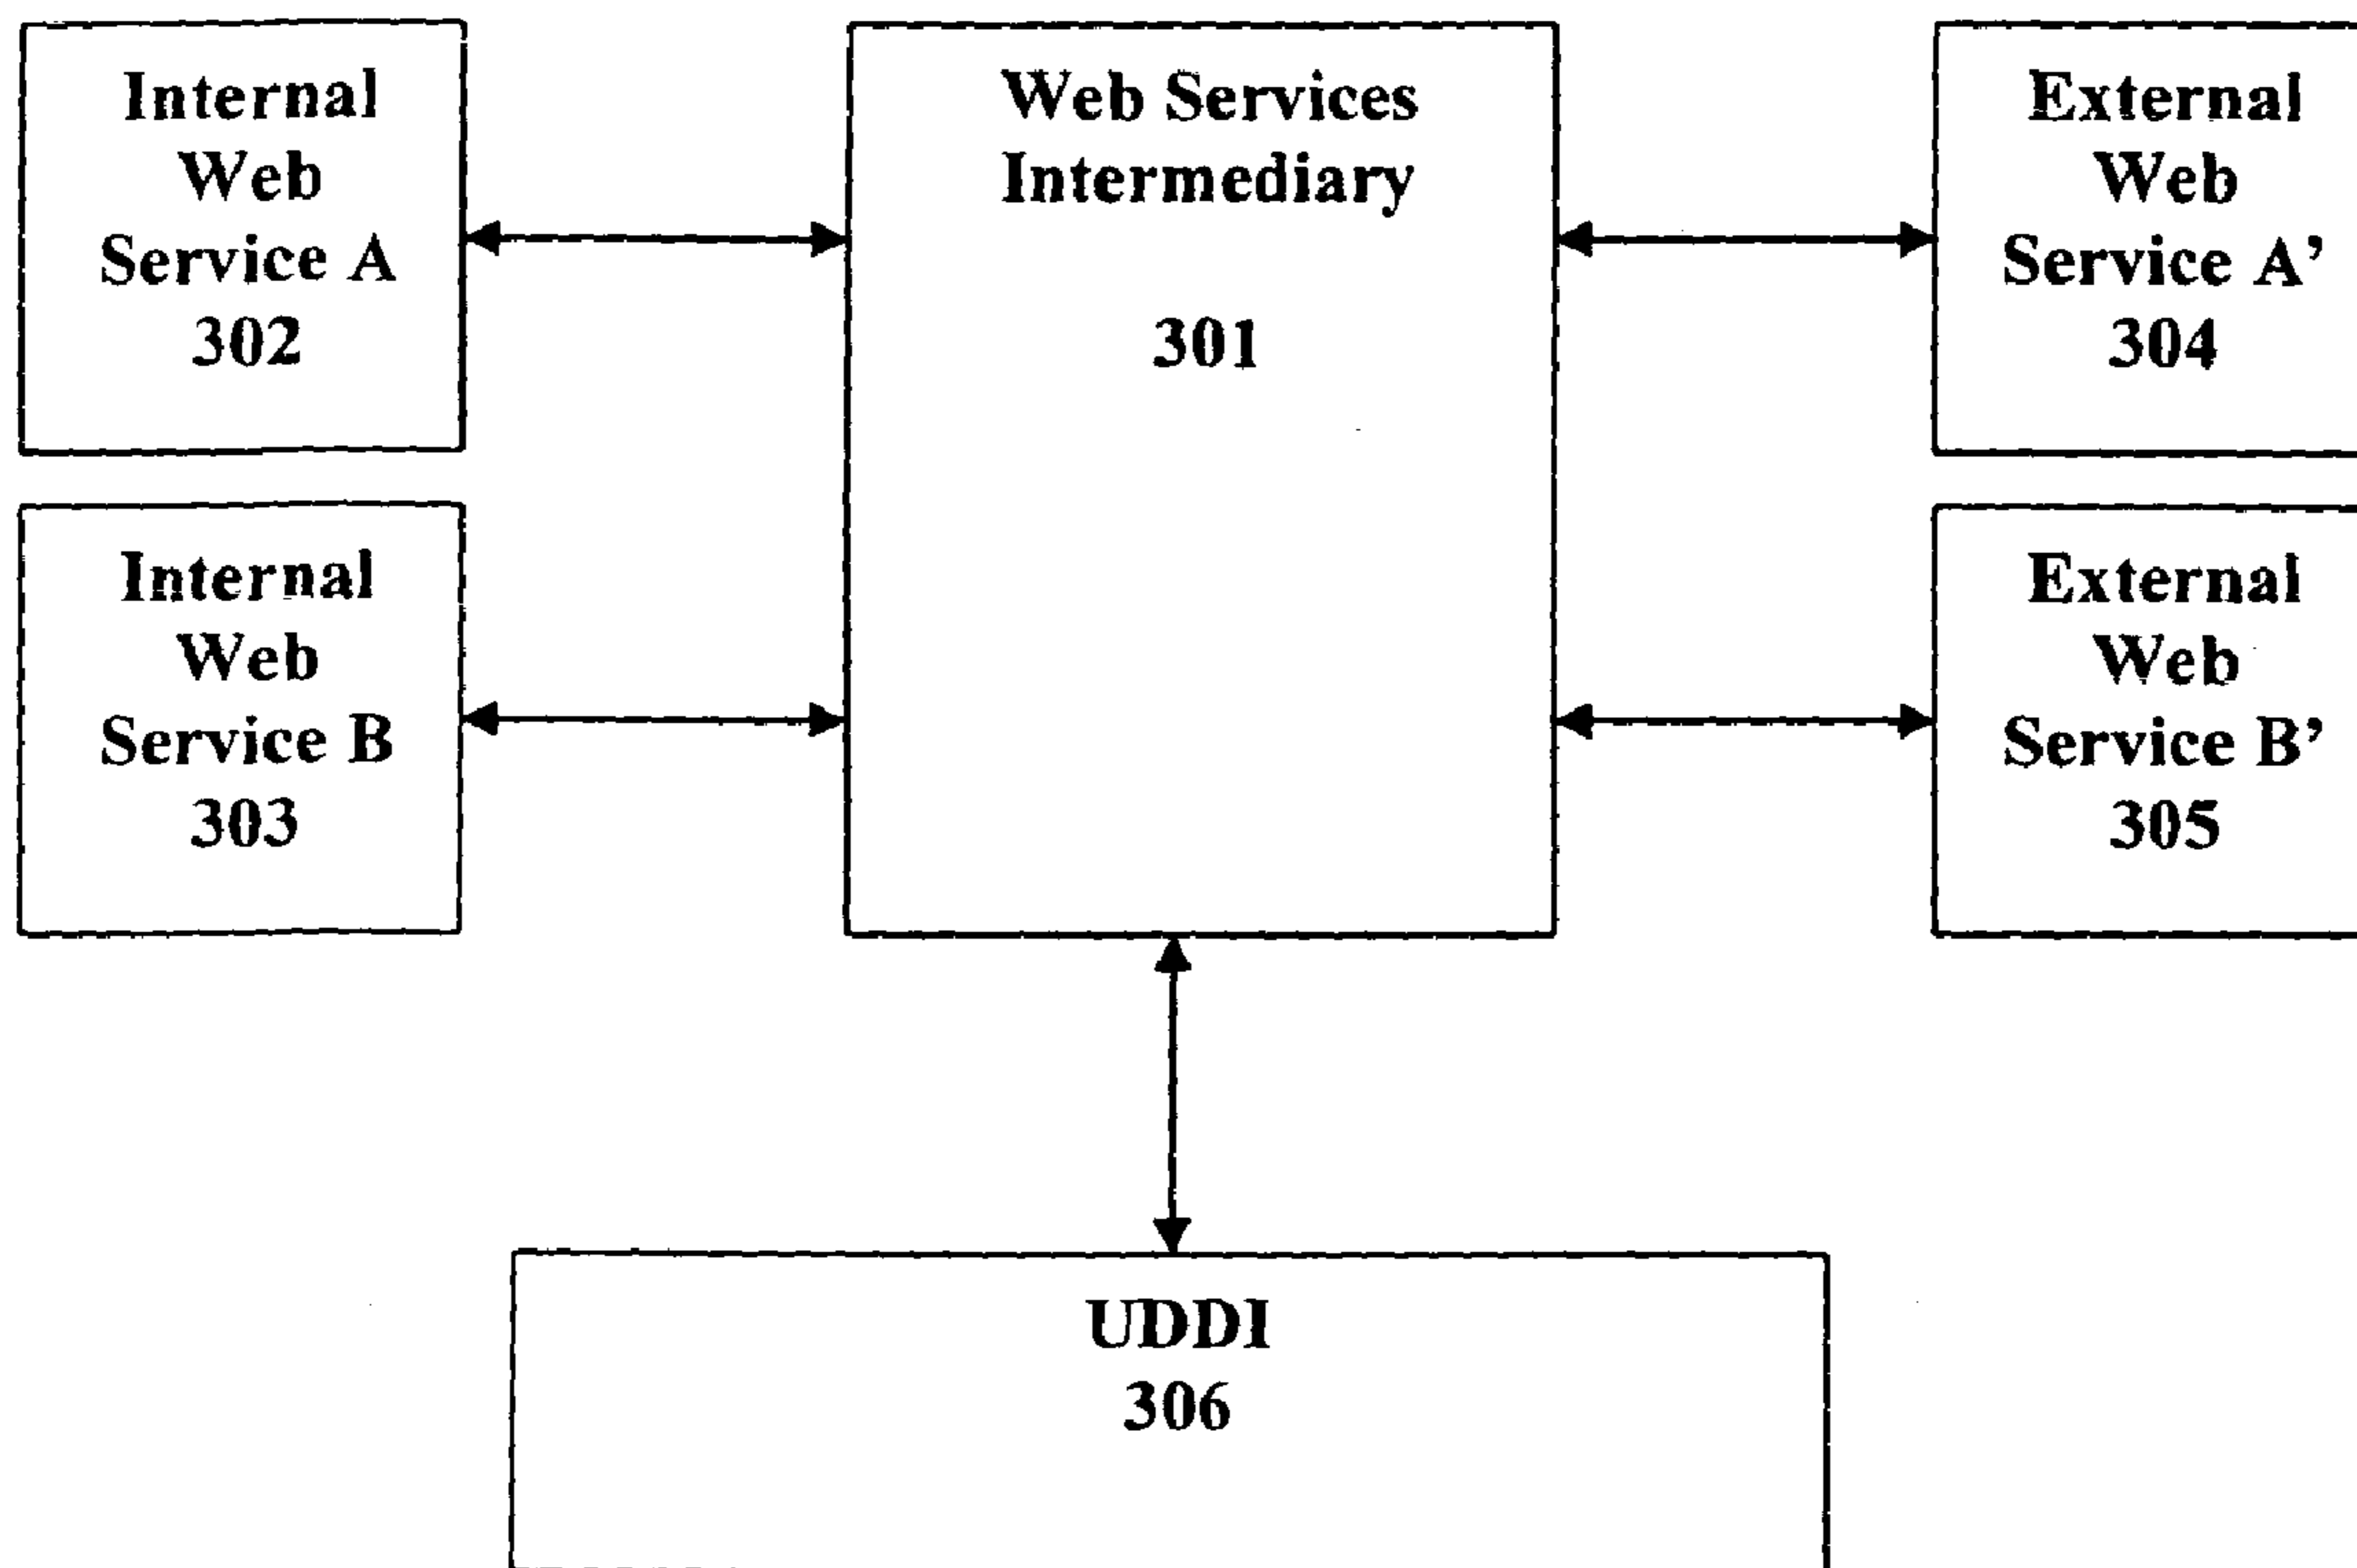 Internal
Web
Service A
302
Web Services
Intermediary
301
External
Web
Service A’
304
Internal
Web
Service B
303
External
Web
Service B’
305
UDDI
306